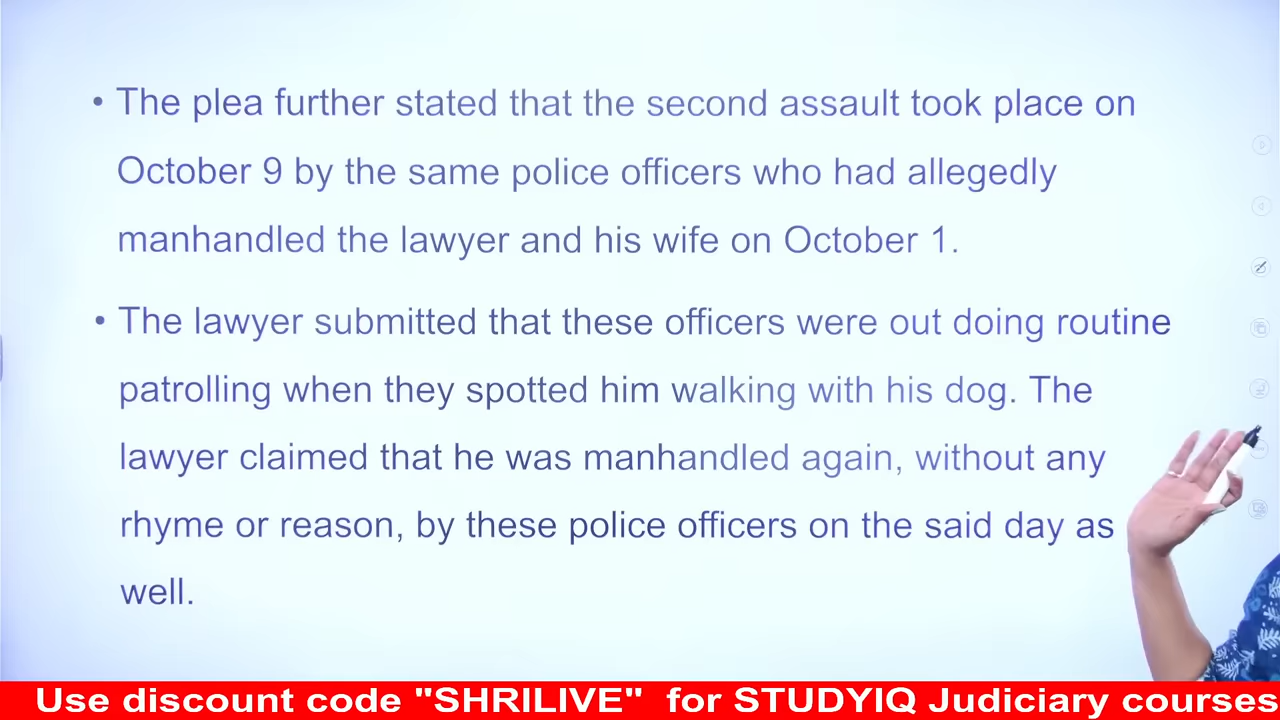 • The plea further stated that the second assault took place on
October 9 by the same police officers who had allegedly
manhandled the lawyer and his wife on October 1.
• The lawyer submitted that these officers were out doing routine
patrolling when they spotted him walking with his dog. The
lawyer claimed that he was manhandled again, without any
rhyme or reason, by these police officers on the said day as
well.
Use discount code "SHRILIVE" for STUDYIQ Judiciary courses